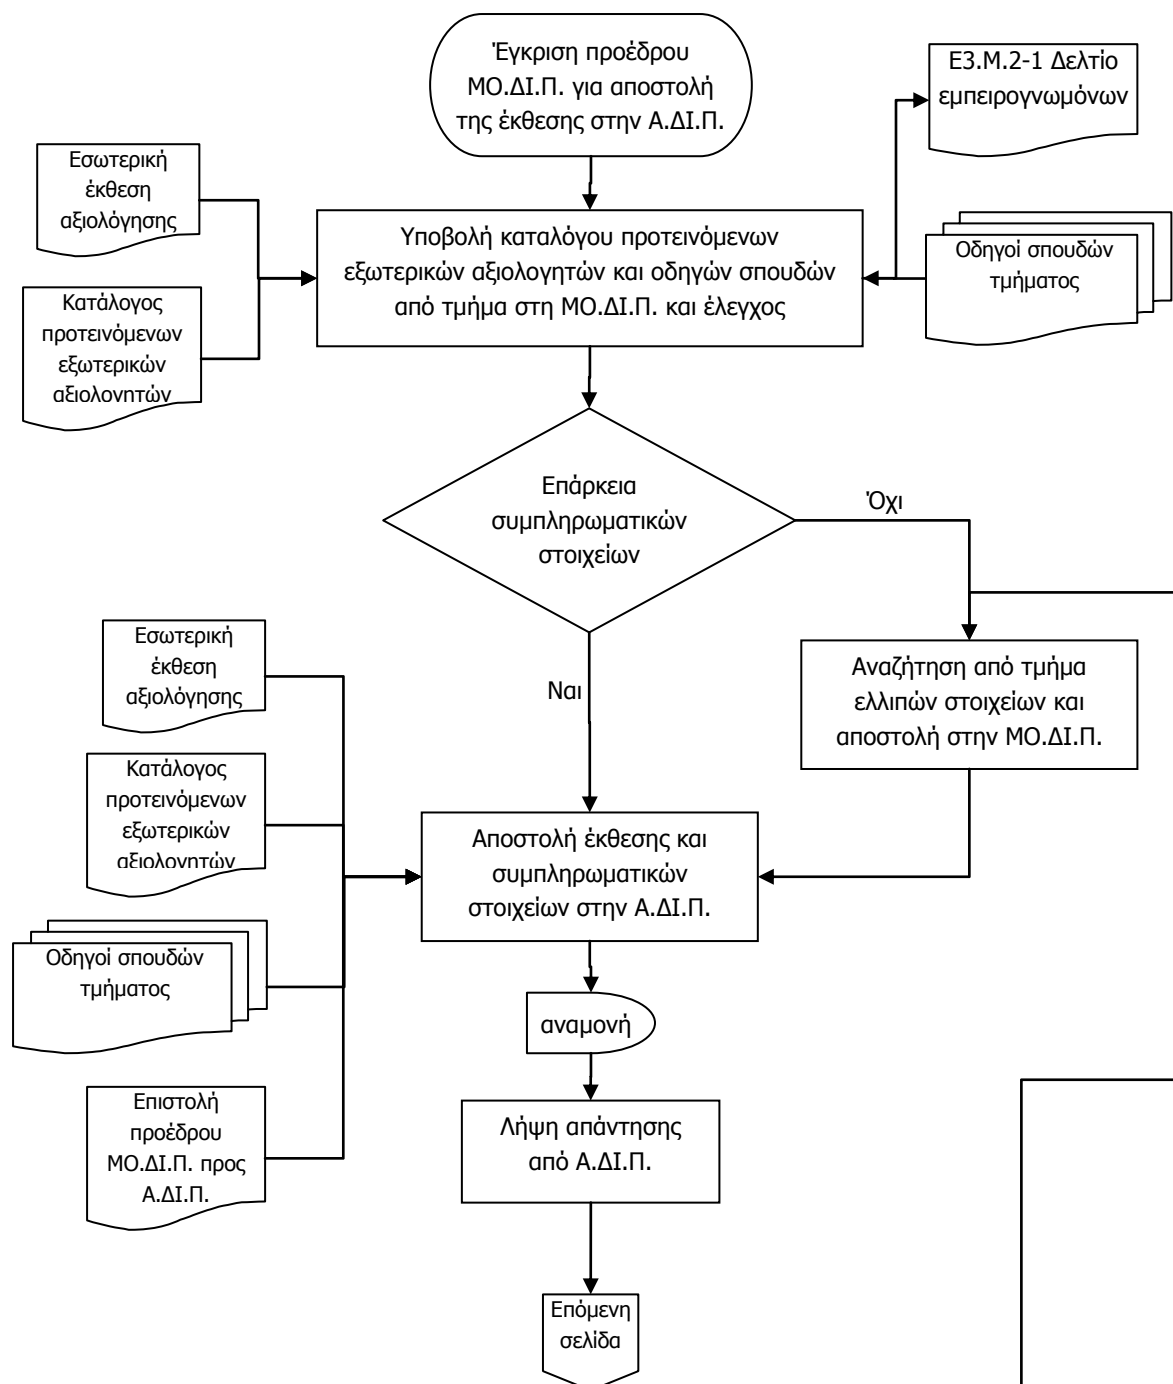 Έγκριση προέδρου
ΜΟ.ΔΙ.Π. για αποστολή
της έκθεσης στην Α.ΔΙ.Π.
Ε3.Μ.2-1 Δελτίο
εμπειρογνωμόνων
Εσωτερική
έκθεση
αξιολόγησης
Υποβολή καταλόγου προτεινόμενων
εξωτερικών αξιολογητών και οδηγών σπουδών
από τμήμα στη ΜΟ.ΔΙ.Π. και έλεγχος
Οδηγοί σπουδών
τμήματος
Κατάλογος
προτεινόμενων
εξωτερικών
αξιολογητών
Επάρκεια
συμπληρωματικών
στοιχείων
Όχι
Ναι
Αναζήτηση από τμήμα
ελλιπών στοιχείων και
αποστολή στην ΜΟ.ΔΙ.Π.
Εσωτερική
έκθεση
αξιολόγησης
Κατάλογος
προτεινόμενων
εξωτερικών
αξιολογητών
Αποστολή έκθεσης και
συμπληρωματικών
στοιχείων στην Α.ΔΙ.Π.
Οδηγοί σπουδών
τμήματος
αναμονή
Επιστολή
προέδρου
ΜΟ.ΔΙ.Π. προς
Α.ΔΙ.Π.
Λήψη απάντησης
από Α.ΔΙ.Π.
Επόμενη
σελίδα